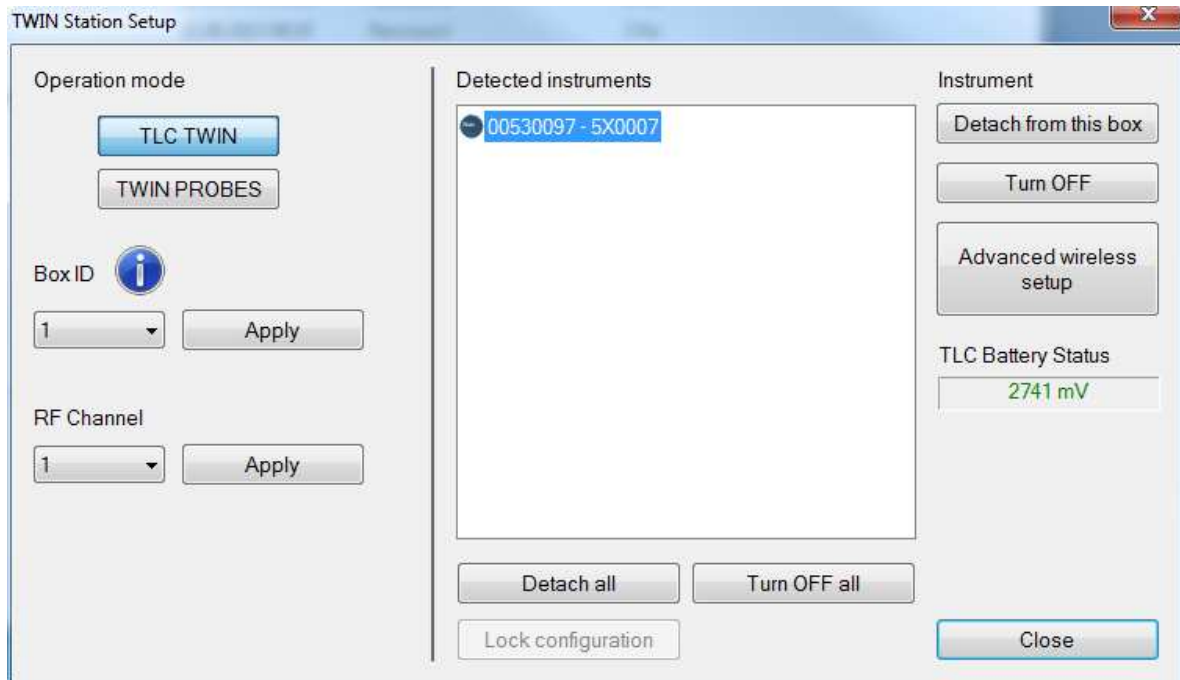 TWIN Station Setup
Operation mode
TLC TWIN
TWIN PROBES
Box ID
1
Apply
RF Channel
1
Apply
Detected instruments
00530097 - 5X0007
Detach all
Turn OFF all
Lock configuration
Instrument
Detach from this box
Turn OFF
Advanced wireless
setup
TLC Battery Status
2741 mV
Close